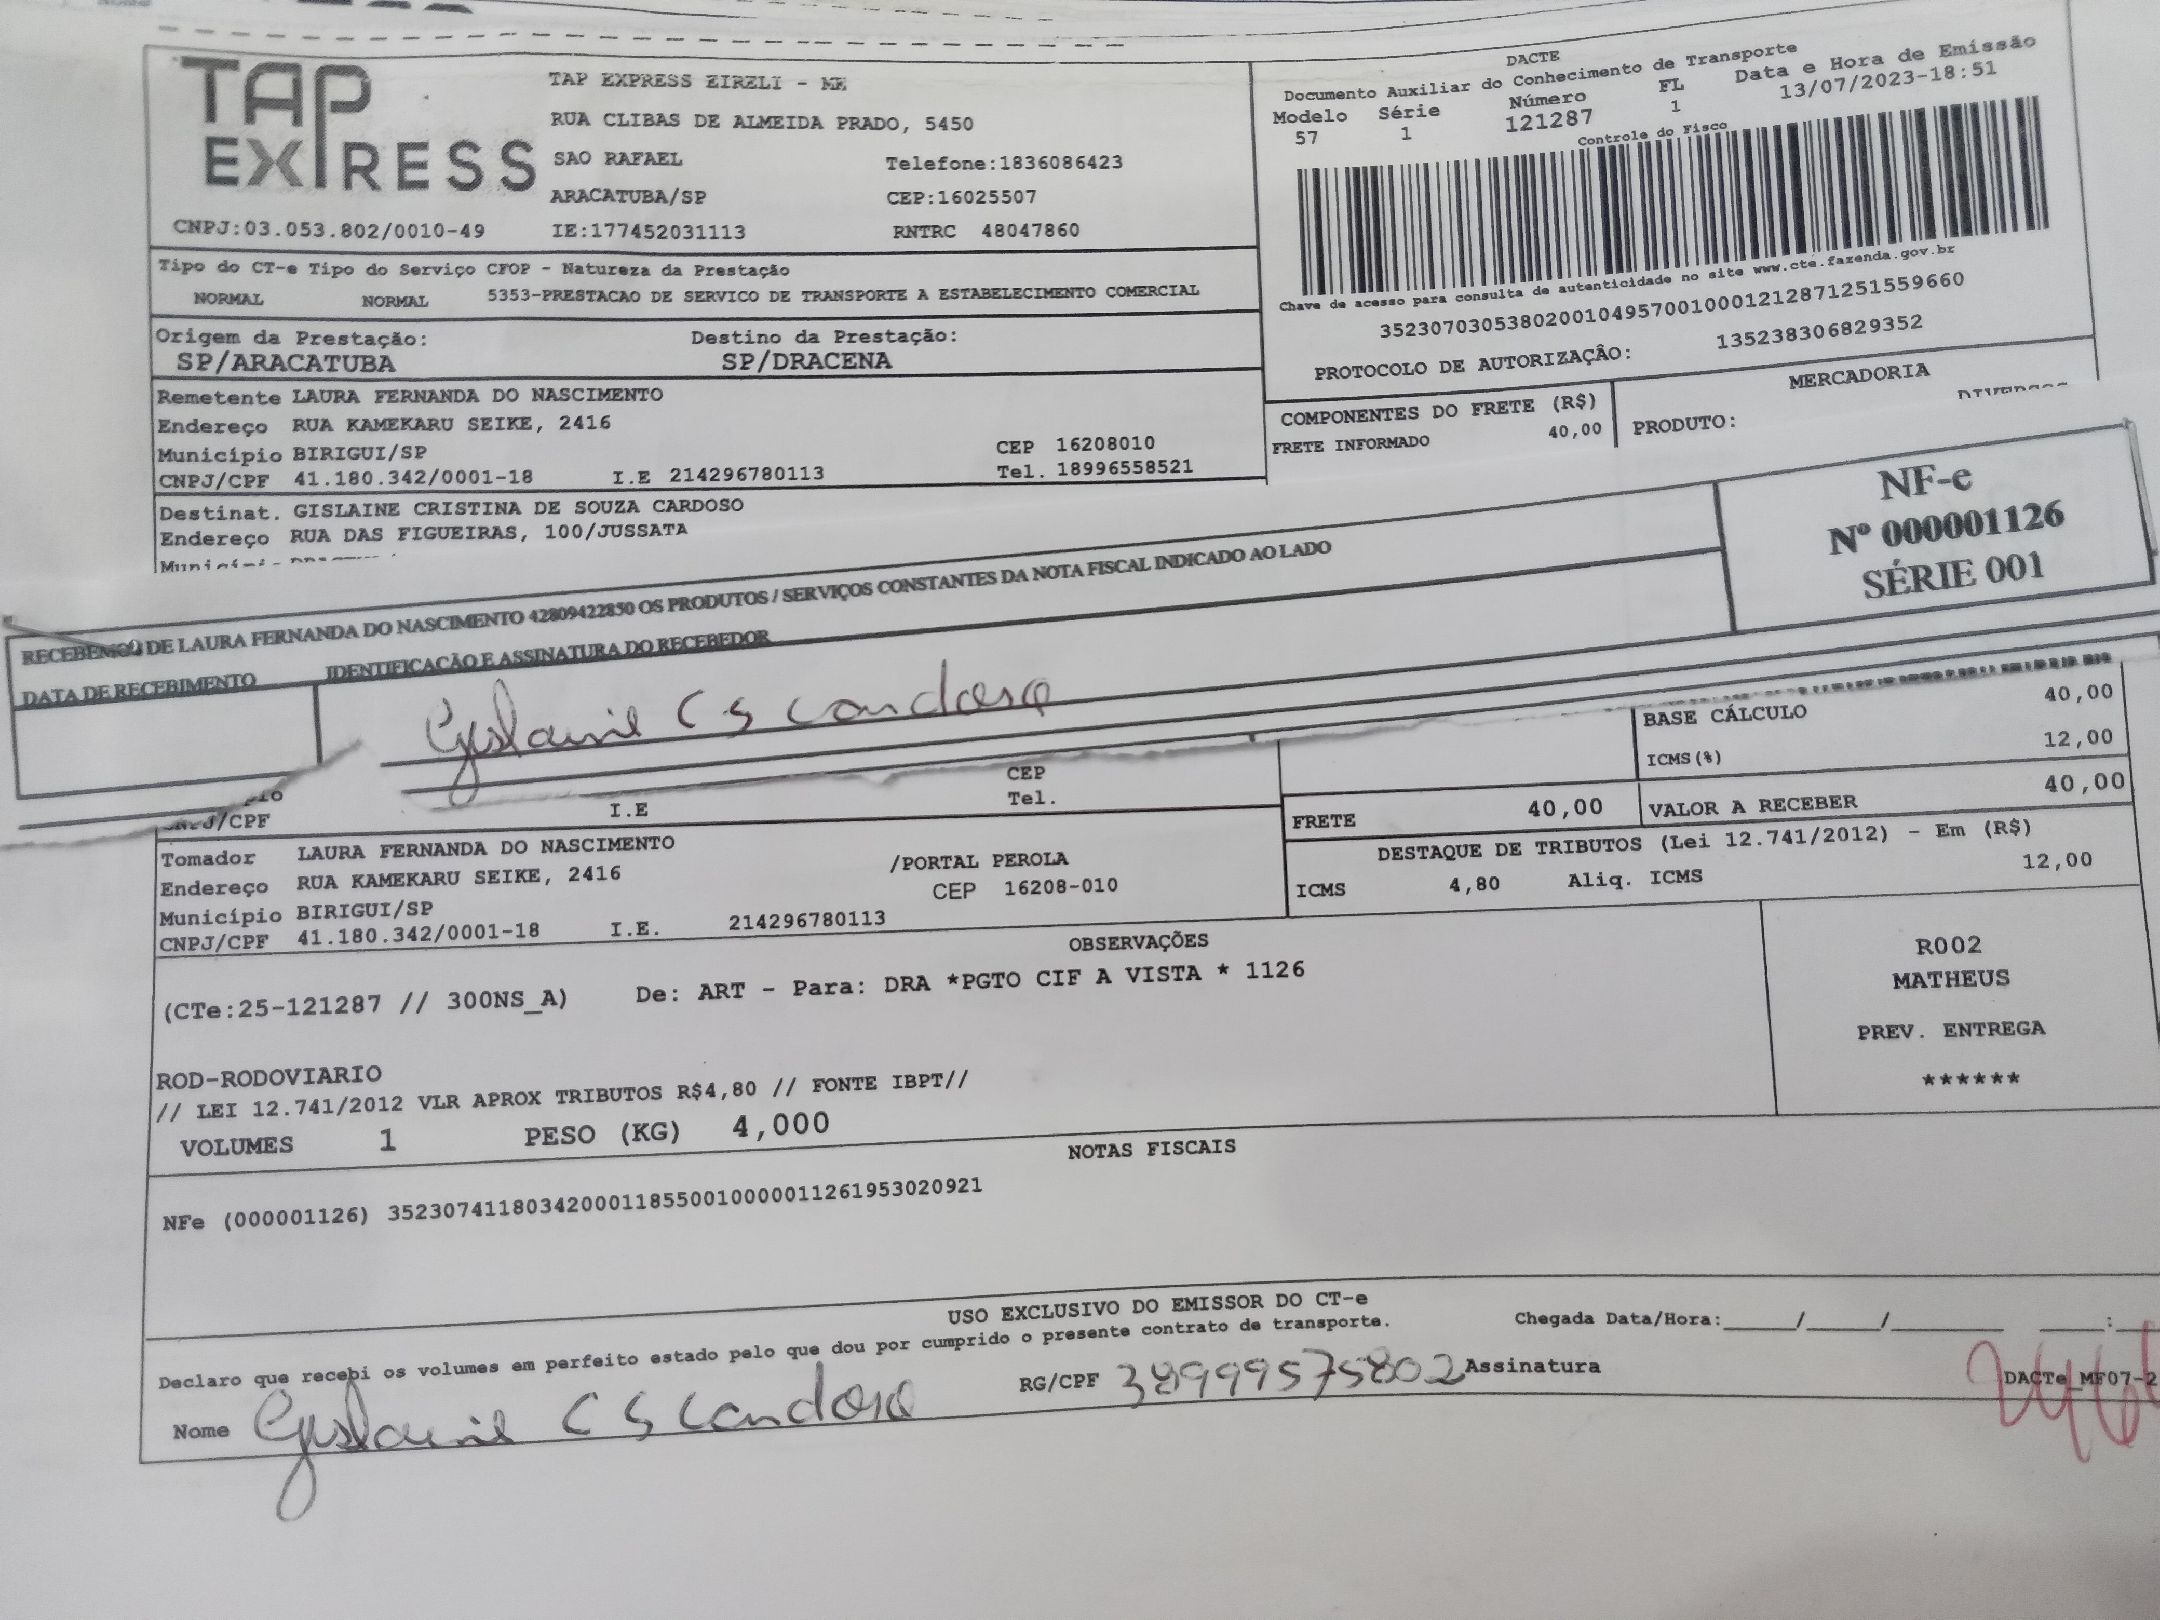 TAP EXPRESS
TAP EXPRESS EIRELI - ME
RUA CLIBAS DE ALMEIDA PRADO, 5450
SAO RAFAEL Telefone:1836086423
ARACATUBA/SP CEP:16025507
CNPJ:03.053.802/0010-49 IE:177452031113 RNTRC 48047860
DACTE
Documento Auxiliar do Conhecimento de Transporte
Modelo Série Número FL Data e Hora de Emissão
57 1 121287 1 13/07/2023-18:51
Controle do Fisco
Chave de acesso para consulta de autenticidade no site www.cte.fazenda.gov.br
35230703053802001049570010001212871251559660
PROTOCOLO DE AUTORIZAÇÃO: 135238306829352
Tipo do CT-e Tipo do Serviço CFOP - Natureza da Prestação
NORMAL NORMAL 5353-PRESTACAO DE SERVICO DE TRANSPORTE A ESTABELECIMENTO COMERCIAL
Origem da Prestação: Destino da Prestação:
SP/ARACATUBA SP/DRACENA
Remetente LAURA FERNANDA DO NASCIMENTO
Endereço RUA KAMEKARU SEIKE, 2416
Município BIRIGUI/SP CEP 16208010
CNPJ/CPF 41.180.342/0001-18 I.E 214296780113 Tel. 18996558521
COMPONENTES DO FRETE (R$)
FRETE INFORMADO 40,00
MERCADORIA
PRODUTO:
Destinat. GISLAINE CRISTINA DE SOUZA CARDOSO
Endereço RUA DAS FIGUEIRAS, 100/JUSSATA
RECEBEMOS DE LAURA FERNANDA DO NASCIMENTO 42809422850 OS PRODUTOS / SERVIÇOS CONSTANTES DA NOTA FISCAL INDICADO AO LADO
DATA DE RECEBIMENTO IDENTIFICAÇÃO E ASSINATURA DO RECEBEDOR
Gislaine C S Cardoso
NF-e
Nº 000001126
SÉRIE 001
BASE CÁLCULO 40,00
ICMS(%) 12,00
CEP
I.E Tel.
FRETE 40,00 VALOR A RECEBER 40,00
/CPF
Tomador LAURA FERNANDA DO NASCIMENTO
Endereço RUA KAMEKARU SEIKE, 2416 /PORTAL PEROLA
Município BIRIGUI/SP CEP 16208-010
CNPJ/CPF 41.180.342/0001-18 I.E. 214296780113
DESTAQUE DE TRIBUTOS (Lei 12.741/2012) - Em (R$)
ICMS 4,80 Aliq. ICMS 12,00
OBSERVAÇÕES
(CTe:25-121287 // 300NS_A) De: ART - Para: DRA *PGTO CIF A VISTA * 1126
R002
MATHEUS
PREV. ENTREGA
******
ROD-RODOVIARIO
// LEI 12.741/2012 VLR APROX TRIBUTOS R$4,80 // FONTE IBPT//
VOLUMES 1 PESO (KG) 4,000
NOTAS FISCAIS
NFe (000001126) 35230741180342000118550010000011261953020921
USO EXCLUSIVO DO EMISSOR DO CT-e
Declaro que recebi os volumes em perfeito estado pelo que dou por cumprido o presente contrato de transporte.
Chegada Data/Hora:_____/_____/_______ ____:
Nome Gislaine C S Cardoso RG/CPF 38999575802 Assinatura
DACTe_MF07-2